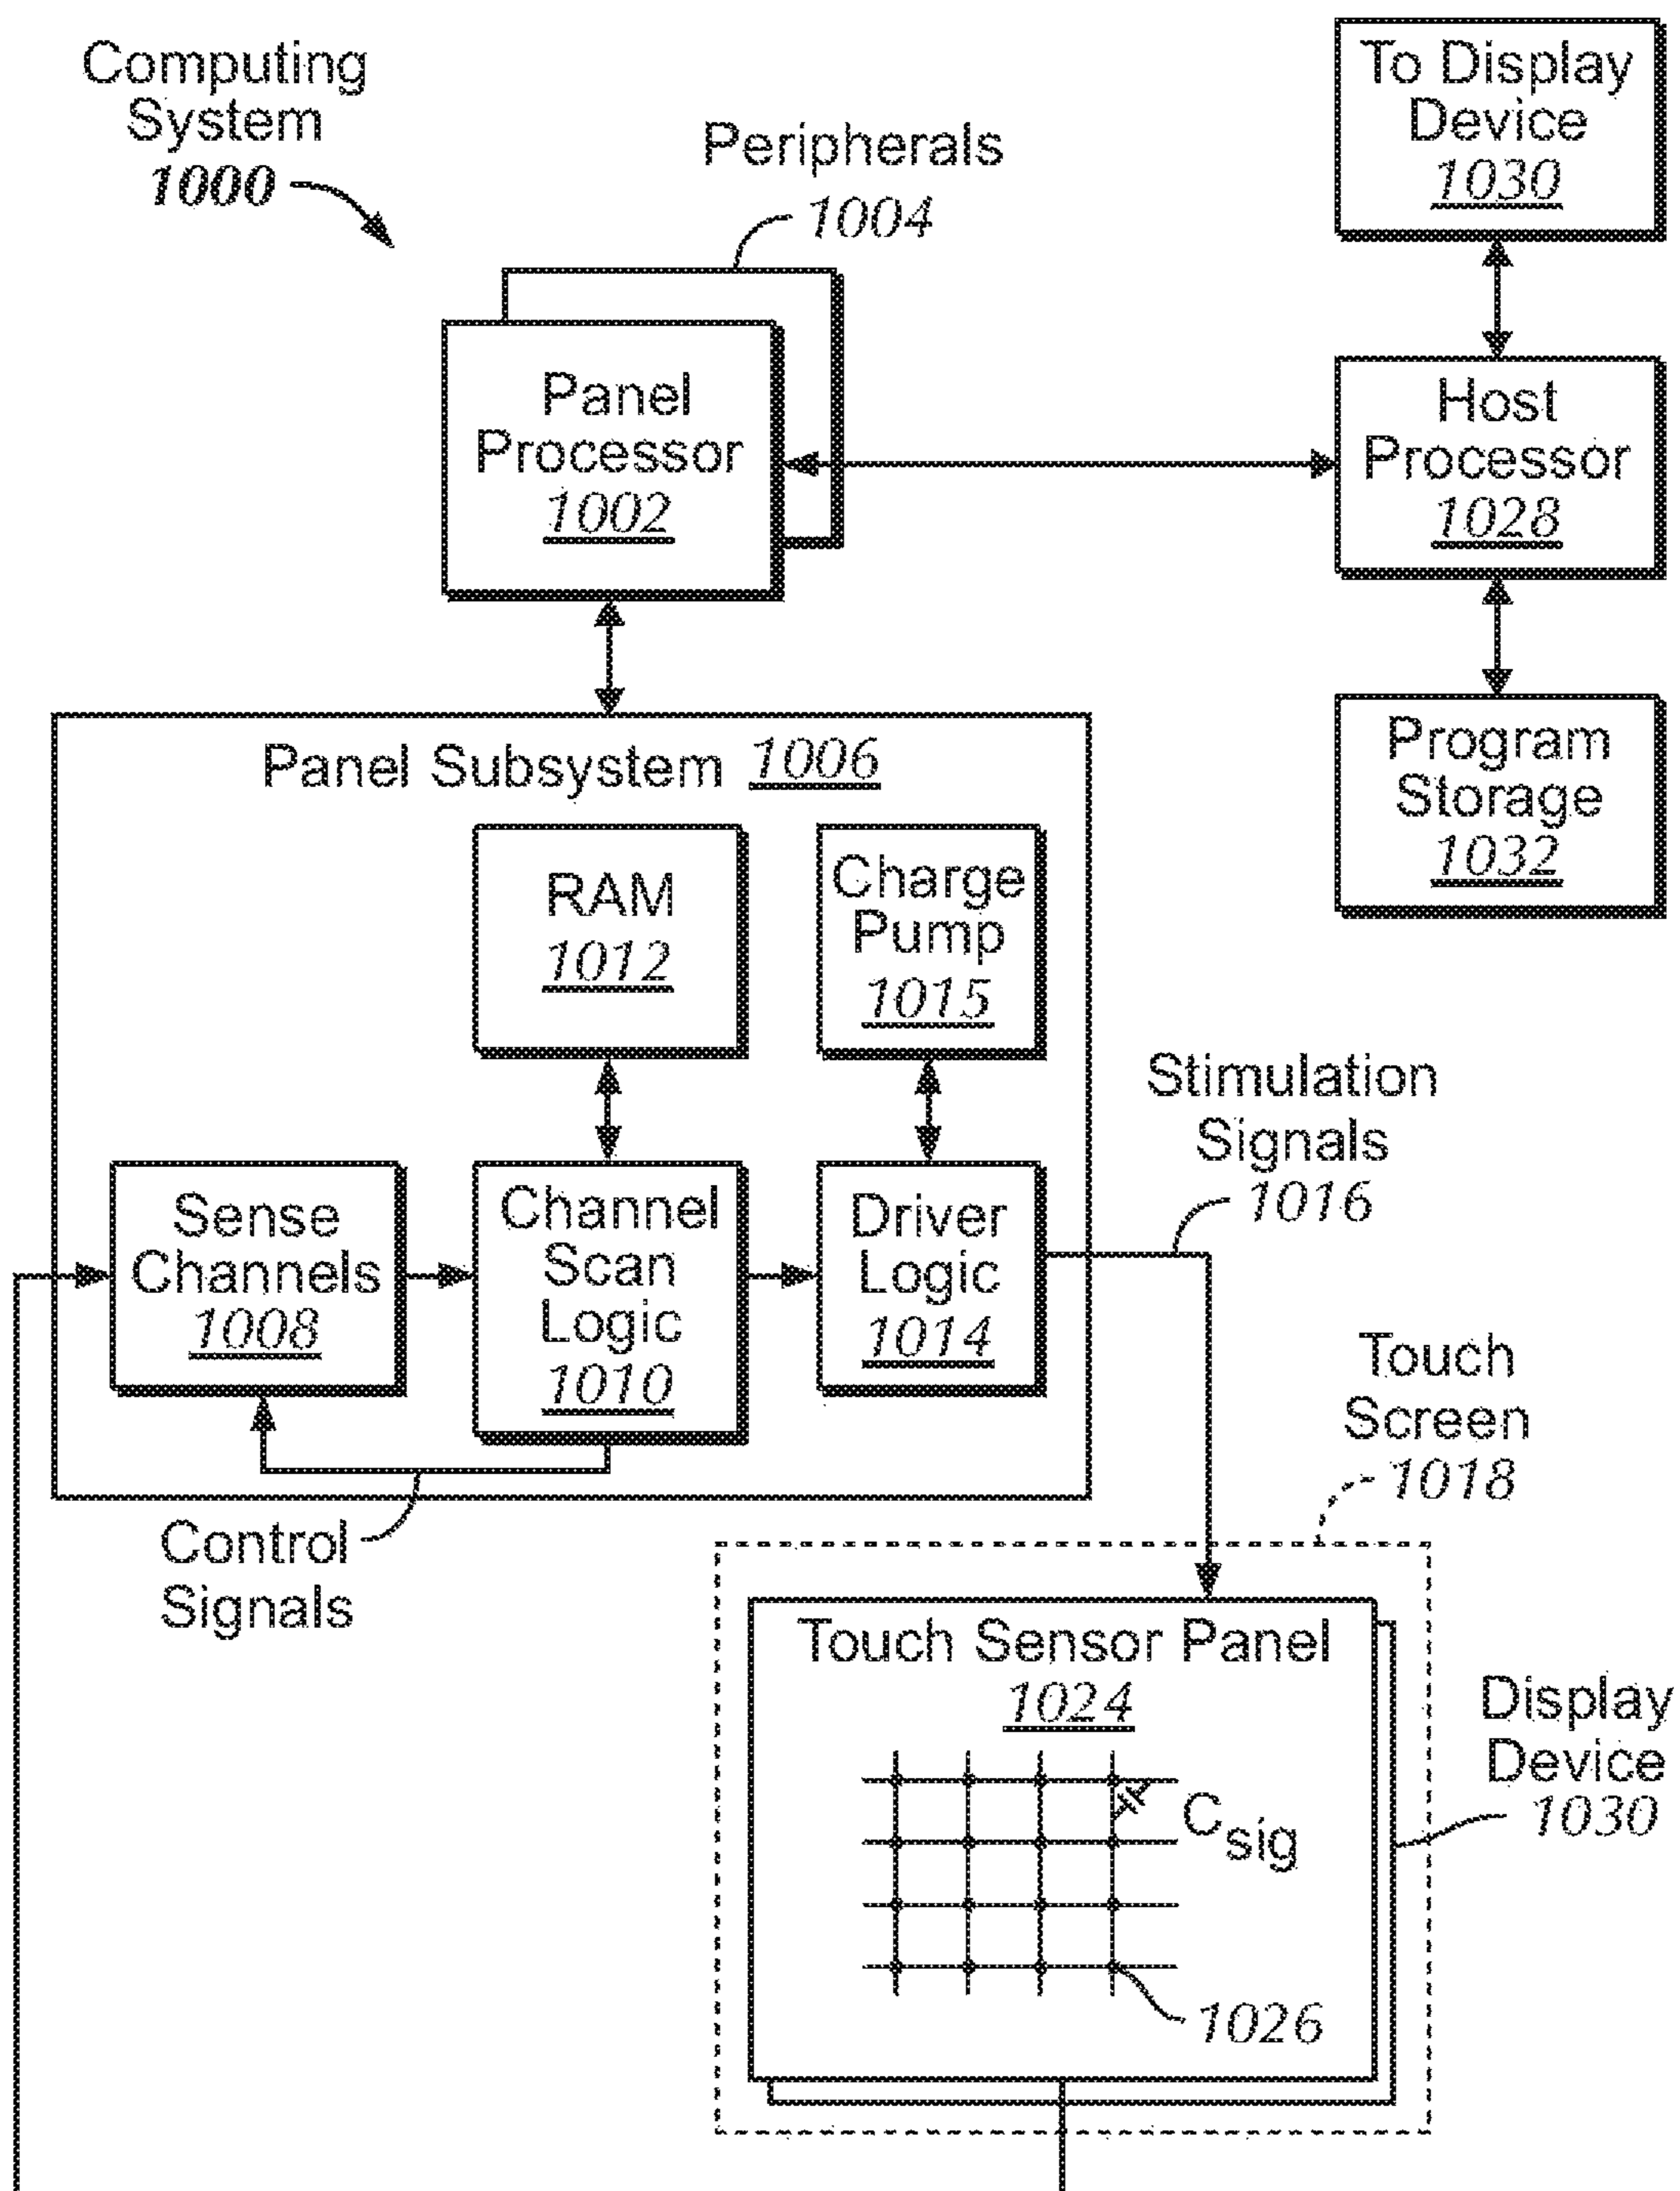 Computing
System
1000
Peripherals
1004
To Display
Device
1030
Panel
Processor
1002
Host
Processor
1028
Program
Storage
1032
Panel Subsystem 1006
RAM
1012
Charge
Pump
1015
Sense
Channels
1008
Channel
Scan
Logic
1010
Driver
Logic
1014
Stimulation
Signals
1016
Control
Signals
Touch
Screen
1018
Touch Sensor Panel
1024
Csig
1026
Display
Device
1030